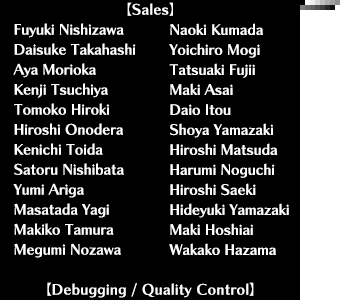 【Sales】
Fuyuki Nishizawa Naoki Kumada
Daisuke Takahashi Yoichiro Mogi
Aya Morioka Tatsuaki Fujii
Kenji Tsuchiya Maki Asai
Tomoko Hiroki Daio Itou
Hiroshi Onodera Shoya Yamazaki
Kenichi Toida Hiroshi Matsuda
Satoru Nishibata Harumi Noguchi
Yumi Ariga Hiroshi Saeki
Masatada Yagi Hideyuki Yamazaki
Makiko Tamura Maki Hoshiai
Megumi Nozawa Wakako Hazama
【Debugging / Quality Control】